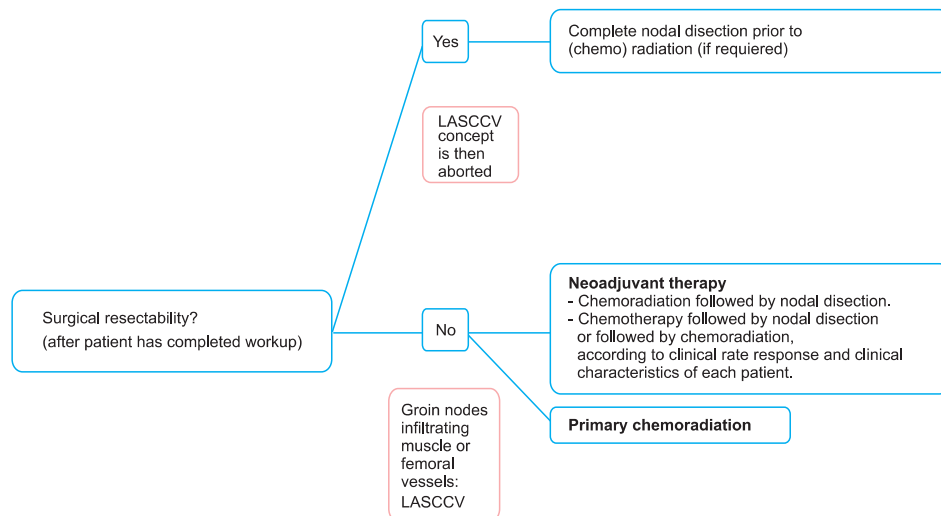 Yes
Complete nodal disection prior to
(chemo) radiation (if requiered)
LASCCV
concept
is then
aborted
Surgical resectability?
(after patient has completed workup)
No
Neoadjuvant therapy
- Chemoradiation followed by nodal disection.
- Chemotherapy followed by nodal disection
or followed by chemoradiation,
according to clinical rate response and clinical
characteristics of each patient.
Groin nodes
infiltrating
muscle or
femoral
vessels:
LASCCV
Primary chemoradiation